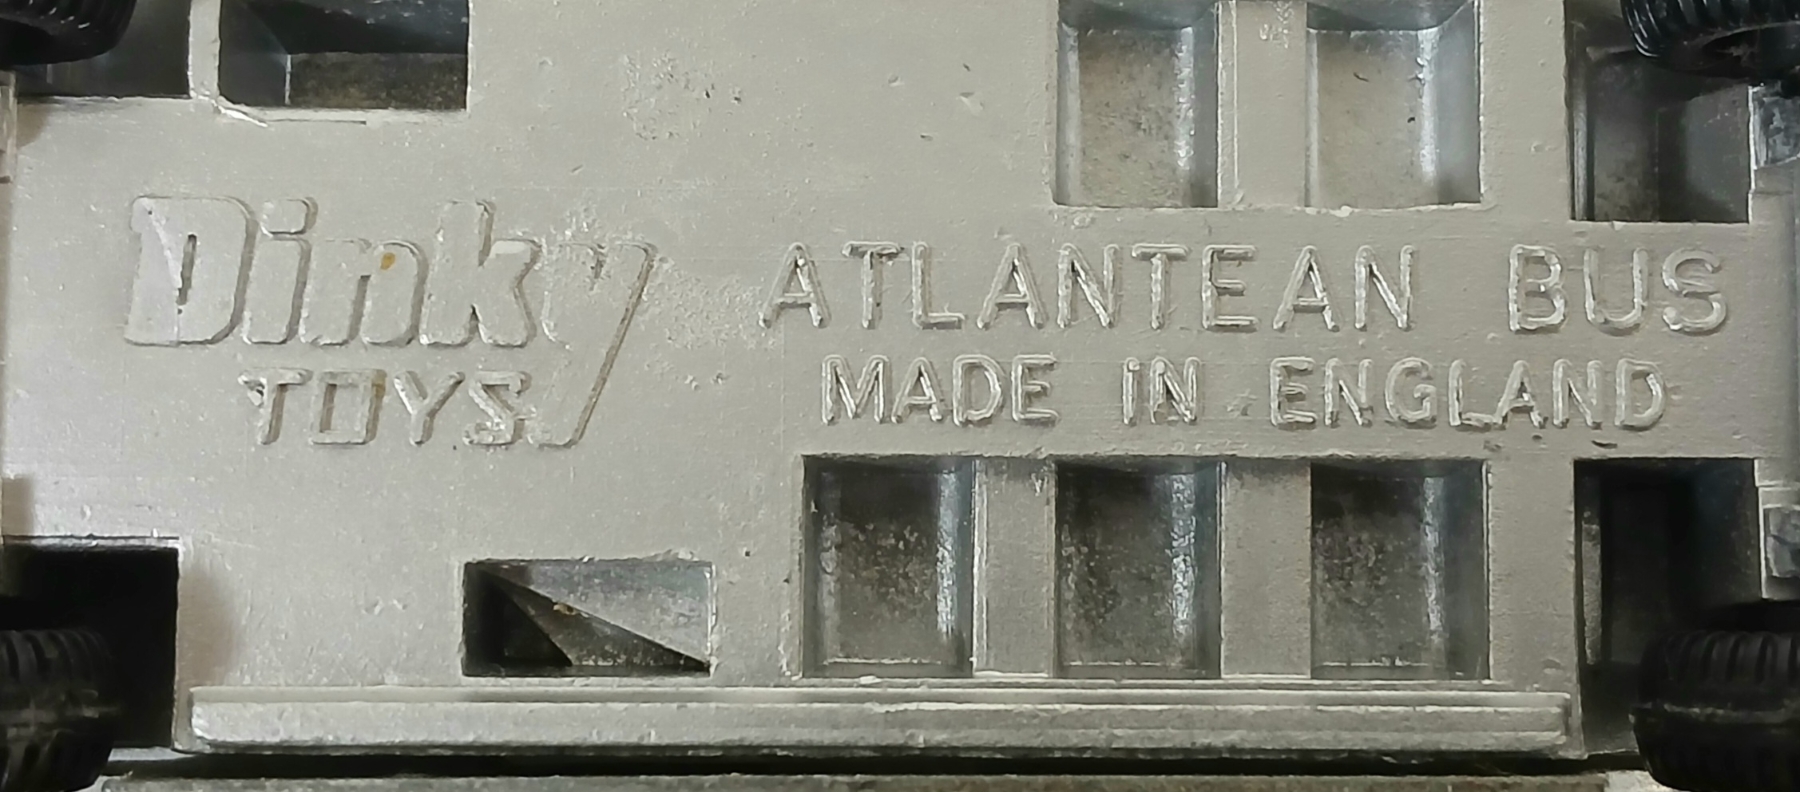 Dinky
TOYS
ATLANTEAN BUS
MADE IN ENGLAND